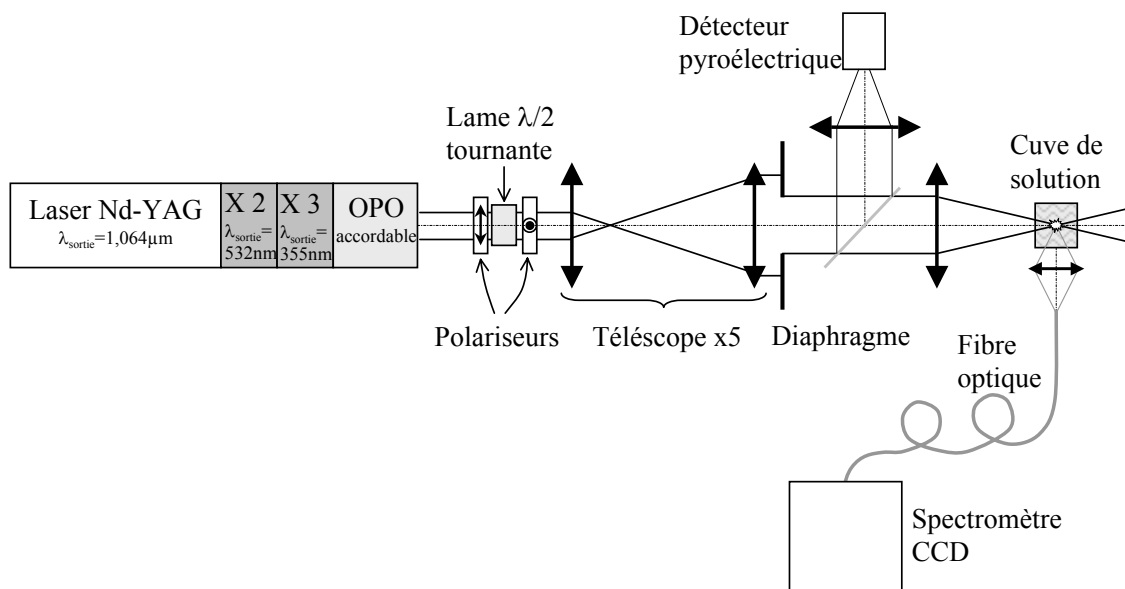 Détecteur
pyroélectrique
Lame λ/2
tournante
Cuve de
solution
Laser Nd-YAG
λsortie=1,064µm
X 2
λsortie=
532nm
X 3
λsortie=
355nm
OPO
accordable
Polariseurs
Téléscope x5
Diaphragme
Fibre
optique
Spectromètre
CCD